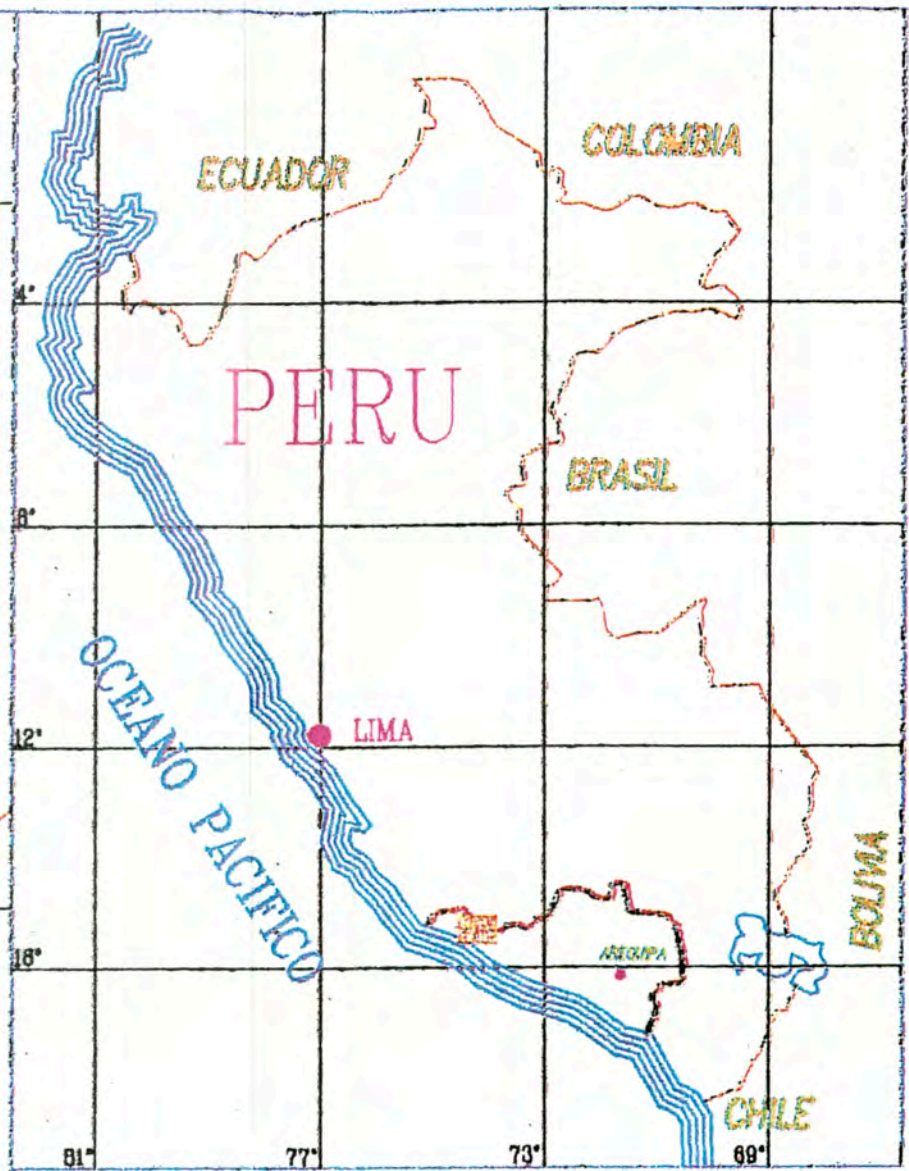 COLOMBIA
ECUADOR
4°
PERU
BRASIL
8°
OCEANO PACIFICO
LIMA
12°
BOLIVIA
AREQUIPA
16°
CHILE
81°
77°
73°
69°